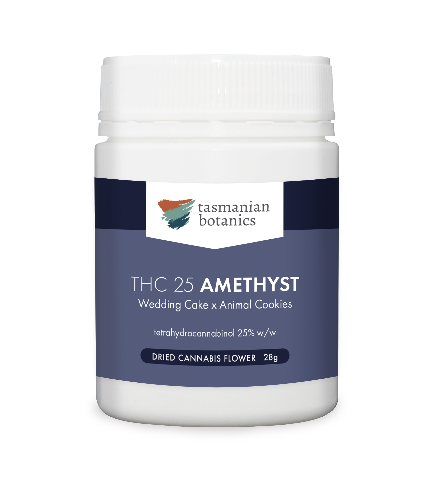 tasmanian
botanics
THC 25 AMETHYST
Wedding Cake x Animal Cookies
tetrahydrocannabinol 25% w/w
DRIED CANNABIS FLOWER 28g